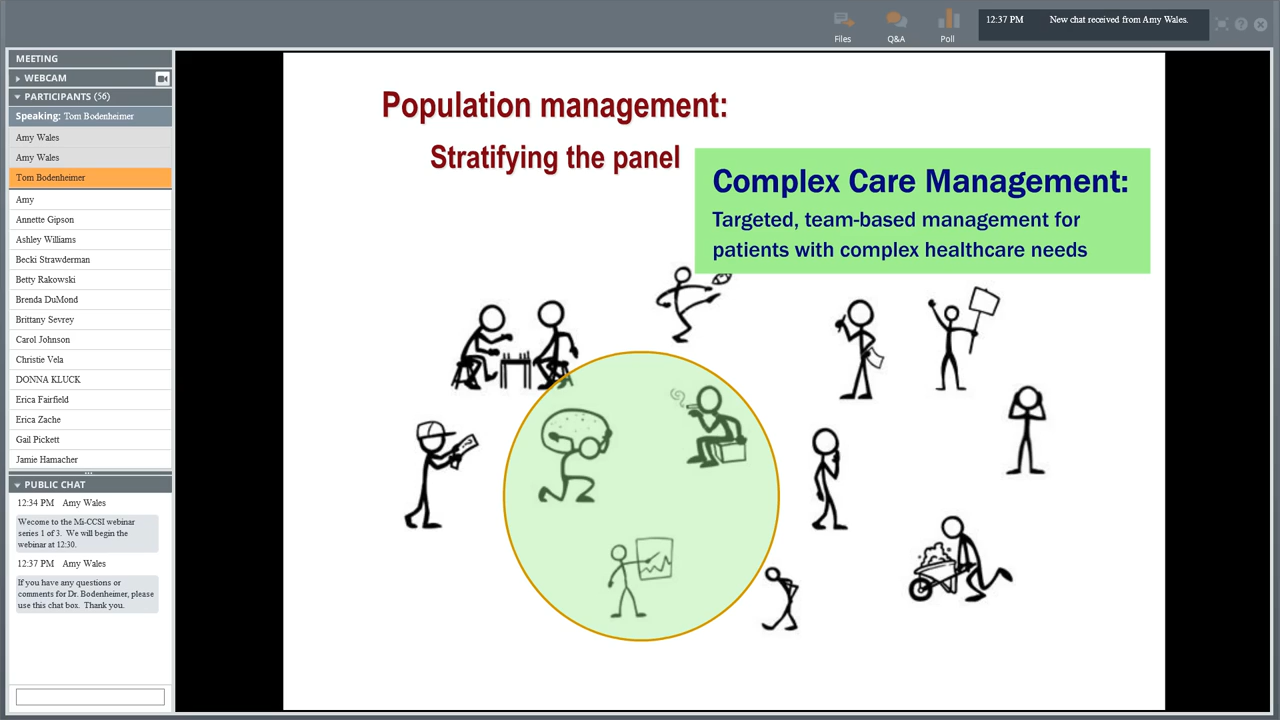 Files
Q&A
Poll
12:37 PM New chat received from Amy Wales.
MEETING
WEBCAM
PARTICIPANTS (56)
Speaking: Tom Bodenheimer
Amy Wales
Amy Wales
Tom Bodenheimer
Amy
Annette Gipson
Ashley Williams
Becki Strawderman
Betty Rakowski
Brenda DuMond
Brittany Sevrey
Carol Johnson
Christie Vela
DONNA KLUCK
Erica Fairfield
Erica Zache
Gail Pickett
Jamie Hamacher
PUBLIC CHAT
12:34 PM Amy Wales
Wecome to the Mi-CCSI webinar
series 1 of 3. We will begin the
webinar at 12:30.
12:37 PM Amy Wales
If you have any questions or
comments for Dr. Bodenheimer, please
use this chat box. Thank you.
Population management:
Stratifying the panel
Complex Care Management:
Targeted, team-based management for
patients with complex healthcare needs